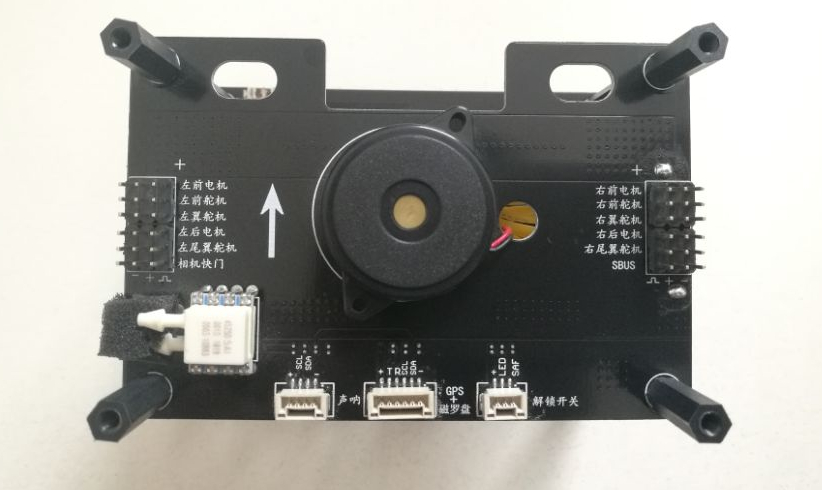 左前电机
左前舵机
左翼舵机
左后电机
左尾翼舵机
相机快门
- +
右前电机
右前舵机
右翼舵机
右后电机
右尾翼舵机
SBUS
+ -
SCL
SDA
+ -
声响
+ T R SCL SDA -
GPS
+
磁罗盘
+ LED SAF
解锁开关